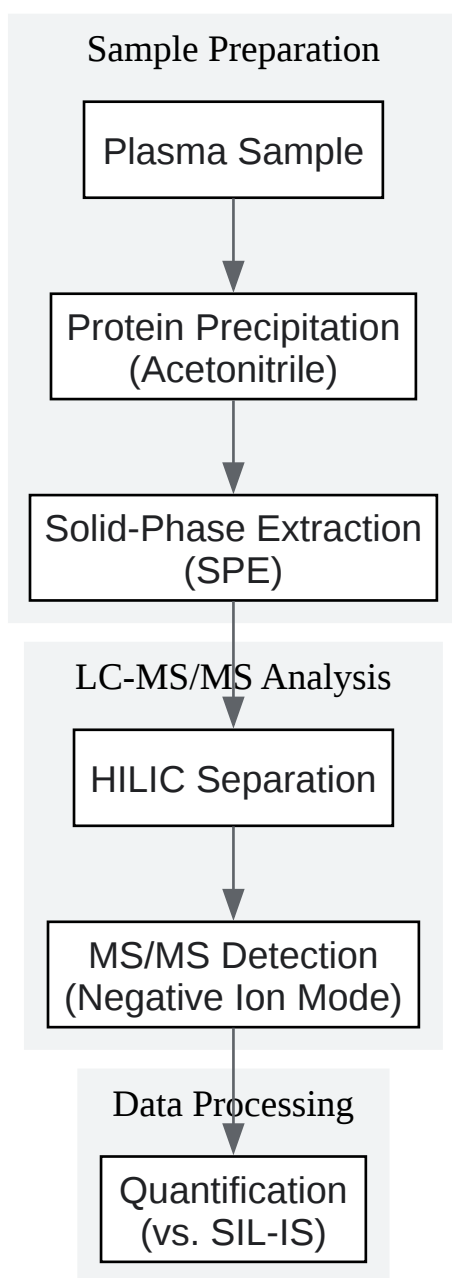 Sample Preparation
Plasma Sample
Protein Precipitation
(Acetonitrile)
Solid-Phase Extraction
(SPE)
LC-MS/MS Analysis
HILIC Separation
MS/MS Detection
(Negative Ion Mode)
Data Processing
Quantification
(vs. SIL-IS)